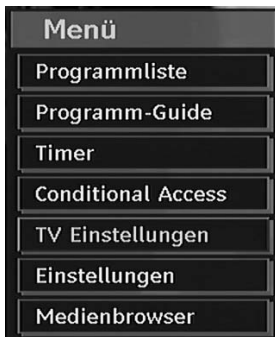 Menü
Programmliste
Programm-Guide
Timer
Conditional Access
TV Einstellungen
Einstellungen
Medienbrowser